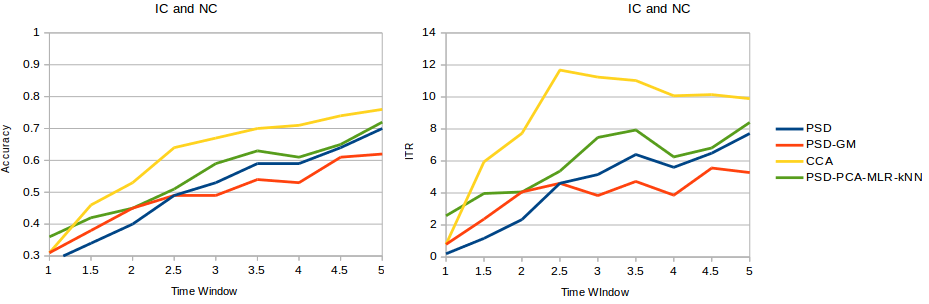 IC and NC
1
0.9
0.8
0.7
0.6
0.5
0.4
0.3
Accuracy
1 1.5 2 2.5 3 3.5 4 4.5 5
Time Window
IC and NC
14
12
10
8
6
4
2
0
ITR
1 1.5 2 2.5 3 3.5 4 4.5 5
Time WIndow
PSD
PSD-GM
CCA
PSD-PCA-MLR-kNN